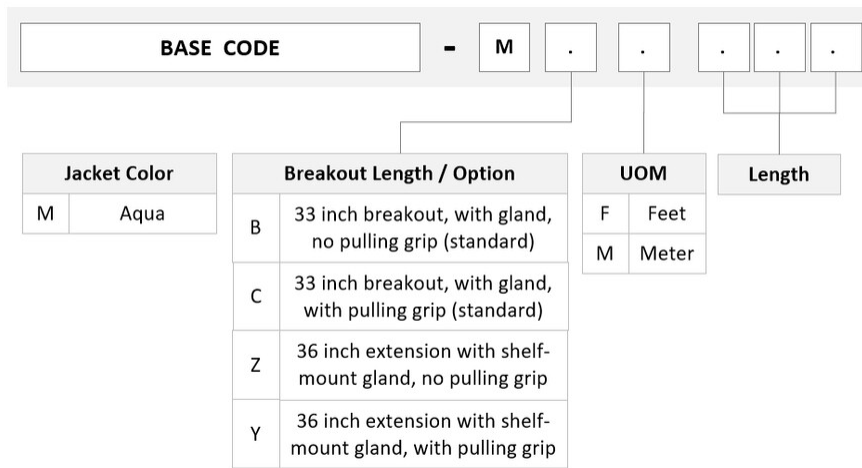 BASE CODE - M . . . . .
Jacket Color
M Aqua
Breakout Length / Option
B 33 inch breakout, with gland,
no pulling grip (standard)
C 33 inch breakout, with gland,
with pulling grip (standard)
Z 36 inch extension with shelf-
mount gland, no pulling grip
Y 36 inch extension with shelf-
mount gland, with pulling grip
UOM
F Feet
M Meter
Length